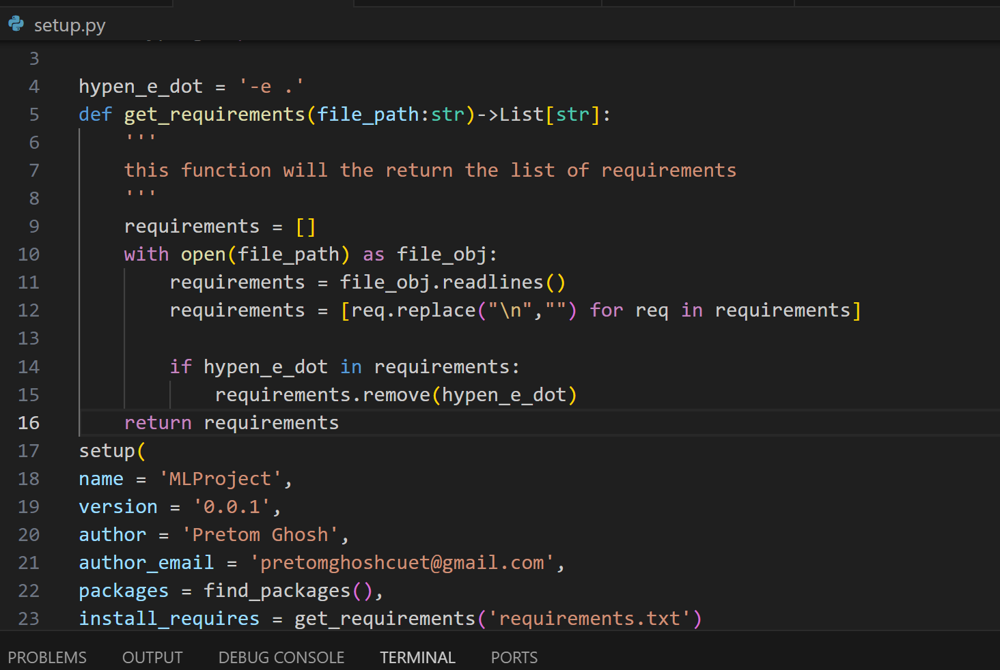 setup.py
3
4 hypen_e_dot = '-e .'
5 def get_requirements(file_path:str)->List[str]:
6     '''
7     this function will the return the list of requirements
8     '''
9     requirements = []
10     with open(file_path) as file_obj:
11         requirements = file_obj.readlines()
12         requirements = [req.replace("\n","") for req in requirements]
13
14         if hypen_e_dot in requirements:
15             requirements.remove(hypen_e_dot)
16     return requirements
17 setup(
18 name = 'MLProject',
19 version = '0.0.1',
20 author = 'Pretom Ghosh',
21 author_email = 'pretomghoshcuet@gmail.com',
22 packages = find_packages(),
23 install_requires = get_requirements('requirements.txt')
PROBLEMS OUTPUT DEBUG CONSOLE TERMINAL PORTS